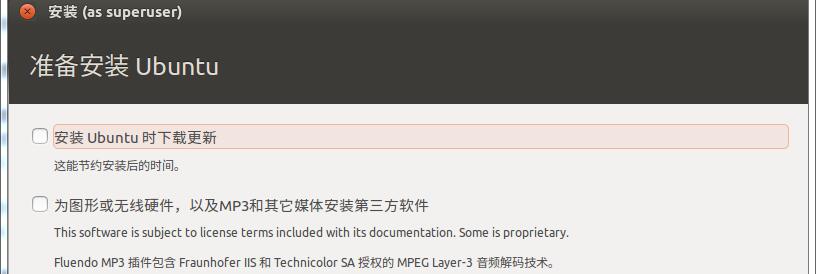 安装 (as superuser)
准备安装 Ubuntu
安装 Ubuntu 时下载更新
这能节约安装后的时间。
为图形或无线硬件，以及MP3和其它媒体安装第三方软件
This software is subject to license terms included with its documentation. Some is proprietary.
Fluendo MP3 插件包含 Fraunhofer IIS 和 Technicolor SA 授权的 MPEG Layer-3 音频解码技术。